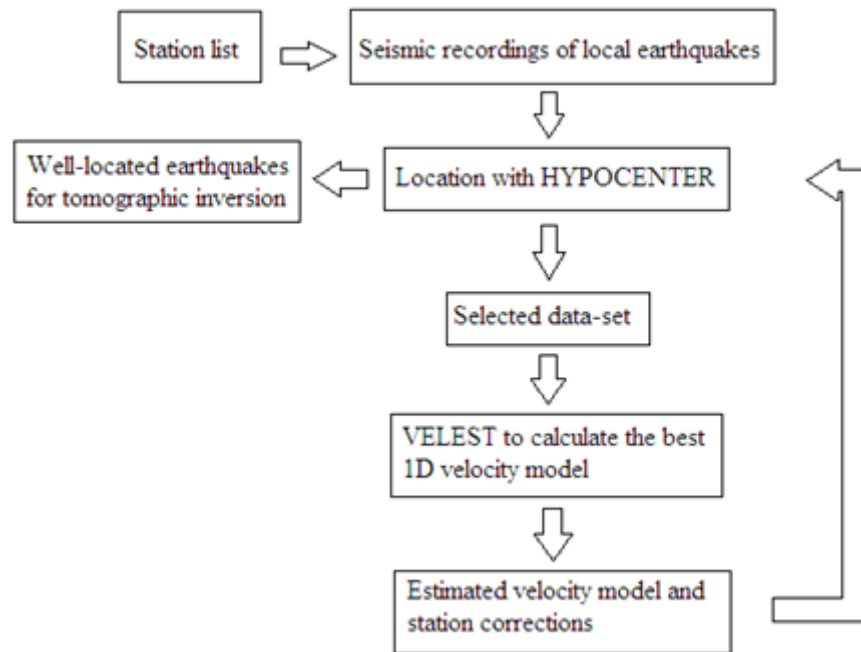 Station list
Seismic recordings of local earthquakes
Well-located earthquakes
for tomographic inversion
Location with HYPOCENTER
Selected data-set
VELEST to calculate the best
1D velocity model
Estimated velocity model and
station corrections